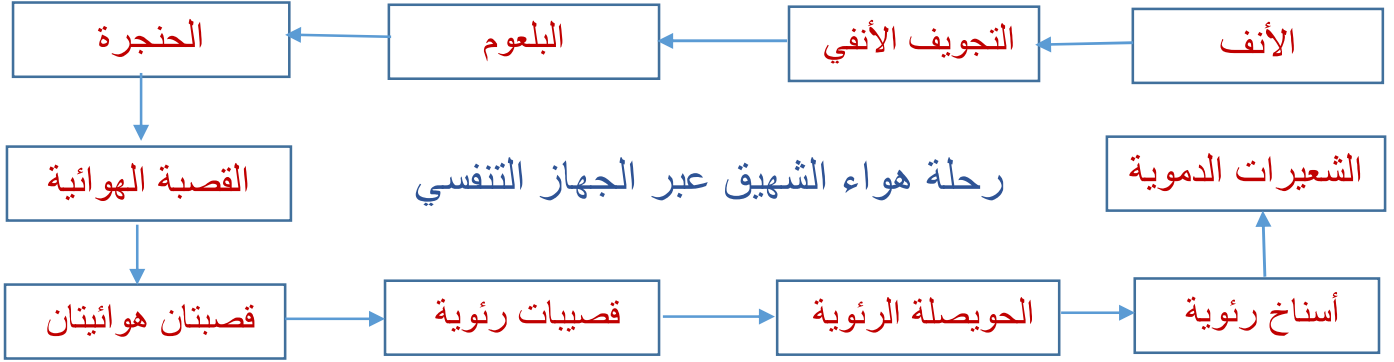 الأنف
التجويف الأنفي
البلعوم
الحنجرة
القصبة الهوائية
رحلة هواء الشهيق عبر الجهاز التنفسي
الشعيرات الدموية
قصبتان هوائيتان
قصيبات رئوية
الحويصلة الرئوية
أسناخ رئوية